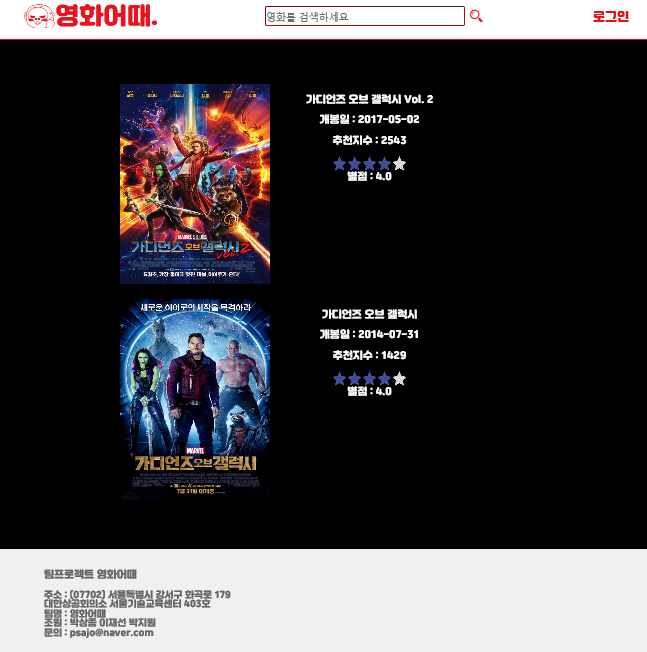 영화어때.
영화를 검색하세요
로그인
가디언즈 오브 갤럭시 Vol. 2
개봉일 : 2017-05-02
추천지수 : 2543
별점 : 4.0
MARVEL STUDIOS
가디언즈 오브 갤럭시
VOL. 2
새로운 히어로의 시작을 목격하라
가디언즈 오브 갤럭시
개봉일 : 2014-07-31
추천지수 : 1429
별점 : 4.0
MARVEL
가디언즈 오브 갤럭시
7월 31일 대개봉
팀프로젝트 영화어때
주소 : (07702) 서울특별시 강서구 화곡로 179
대한상공회의소 서울기술교육센터 403호
팀명 : 영화어때
조원 : 박상종 이재선 박지원
문의 : psajo@naver.com